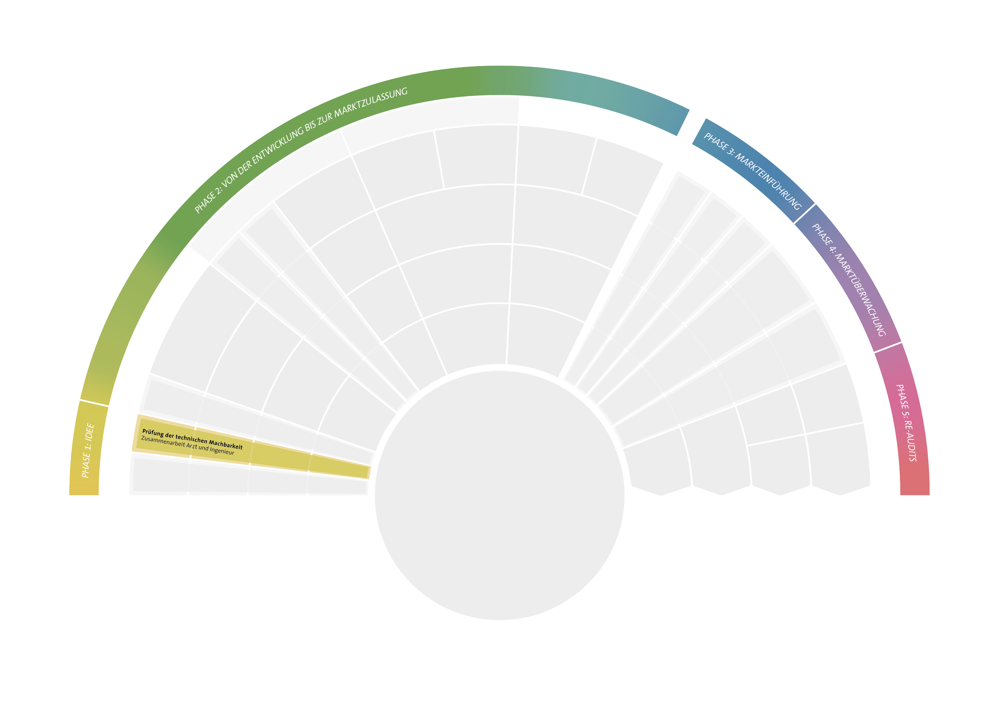 PHASE 1: IDEE
PHASE 2: VON DER ENTWICKLUNG BIS ZUR MARKTZULASSUNG
PHASE 3: MARKTEINFÜHRUNG
PHASE 4: MARKTÜBERWACHUNG
PHASE 5: RE-AUDITS
Prüfung der technischen Machbarkeit
Zusammenarbeit Arzt und Ingenieur